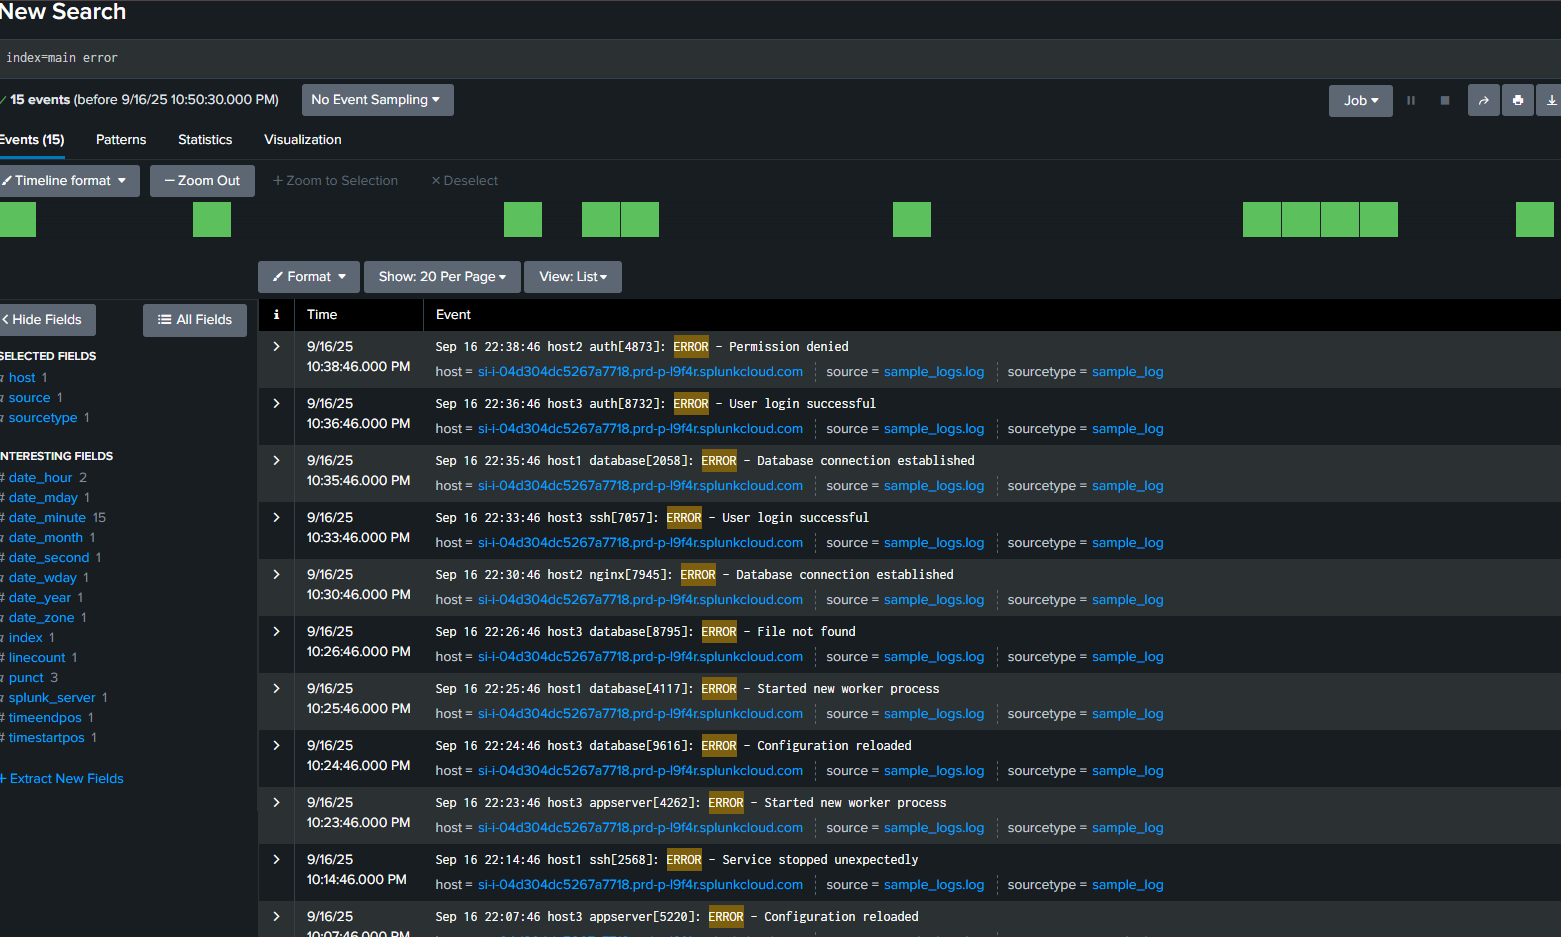 New Search
index=main error
✓ 15 events (before 9/16/25 10:50:30.000 PM) No Event Sampling ▾ Job ▾
Events (15) Patterns Statistics Visualization
Timeline format ▾ − Zoom Out + Zoom to Selection × Deselect
Format ▾ Show: 20 Per Page ▾ View: List ▾
< Hide Fields All Fields
SELECTED FIELDS
a host 1
a source 1
a sourcetype 1
INTERESTING FIELDS
# date_hour 2
# date_mday 1
# date_minute 15
a date_month 1
# date_second 1
a date_wday 1
# date_year 1
a date_zone 1
a index 1
# linecount 1
a punct 3
a splunk_server 1
# timeendpos 1
# timestartpos 1
+ Extract New Fields
i Time Event
> 9/16/25 Sep 16 22:38:46 host2 auth[4873]: ERROR - Permission denied
10:38:46.000 PM host = si-i-04d304dc5267a7718.prd-p-l9f4r.splunkcloud.com source = sample_logs.log sourcetype = sample_log
> 9/16/25 Sep 16 22:36:46 host3 auth[8732]: ERROR - User login successful
10:36:46.000 PM host = si-i-04d304dc5267a7718.prd-p-l9f4r.splunkcloud.com source = sample_logs.log sourcetype = sample_log
> 9/16/25 Sep 16 22:35:46 host1 database[2058]: ERROR - Database connection established
10:35:46.000 PM host = si-i-04d304dc5267a7718.prd-p-l9f4r.splunkcloud.com source = sample_logs.log sourcetype = sample_log
> 9/16/25 Sep 16 22:33:46 host3 ssh[7057]: ERROR - User login successful
10:33:46.000 PM host = si-i-04d304dc5267a7718.prd-p-l9f4r.splunkcloud.com source = sample_logs.log sourcetype = sample_log
> 9/16/25 Sep 16 22:30:46 host2 nginx[7945]: ERROR - Database connection established
10:30:46.000 PM host = si-i-04d304dc5267a7718.prd-p-l9f4r.splunkcloud.com source = sample_logs.log sourcetype = sample_log
> 9/16/25 Sep 16 22:26:46 host3 database[8795]: ERROR - File not found
10:26:46.000 PM host = si-i-04d304dc5267a7718.prd-p-l9f4r.splunkcloud.com source = sample_logs.log sourcetype = sample_log
> 9/16/25 Sep 16 22:25:46 host1 database[4117]: ERROR - Started new worker process
10:25:46.000 PM host = si-i-04d304dc5267a7718.prd-p-l9f4r.splunkcloud.com source = sample_logs.log sourcetype = sample_log
> 9/16/25 Sep 16 22:24:46 host3 database[9616]: ERROR - Configuration reloaded
10:24:46.000 PM host = si-i-04d304dc5267a7718.prd-p-l9f4r.splunkcloud.com source = sample_logs.log sourcetype = sample_log
> 9/16/25 Sep 16 22:23:46 host3 appserver[4262]: ERROR - Started new worker process
10:23:46.000 PM host = si-i-04d304dc5267a7718.prd-p-l9f4r.splunkcloud.com source = sample_logs.log sourcetype = sample_log
> 9/16/25 Sep 16 22:14:46 host1 ssh[2568]: ERROR - Service stopped unexpectedly
10:14:46.000 PM host = si-i-04d304dc5267a7718.prd-p-l9f4r.splunkcloud.com source = sample_logs.log sourcetype = sample_log
> 9/16/25 Sep 16 22:07:46 host3 appserver[5220]: ERROR - Configuration reloaded
10:07:46.000 PM